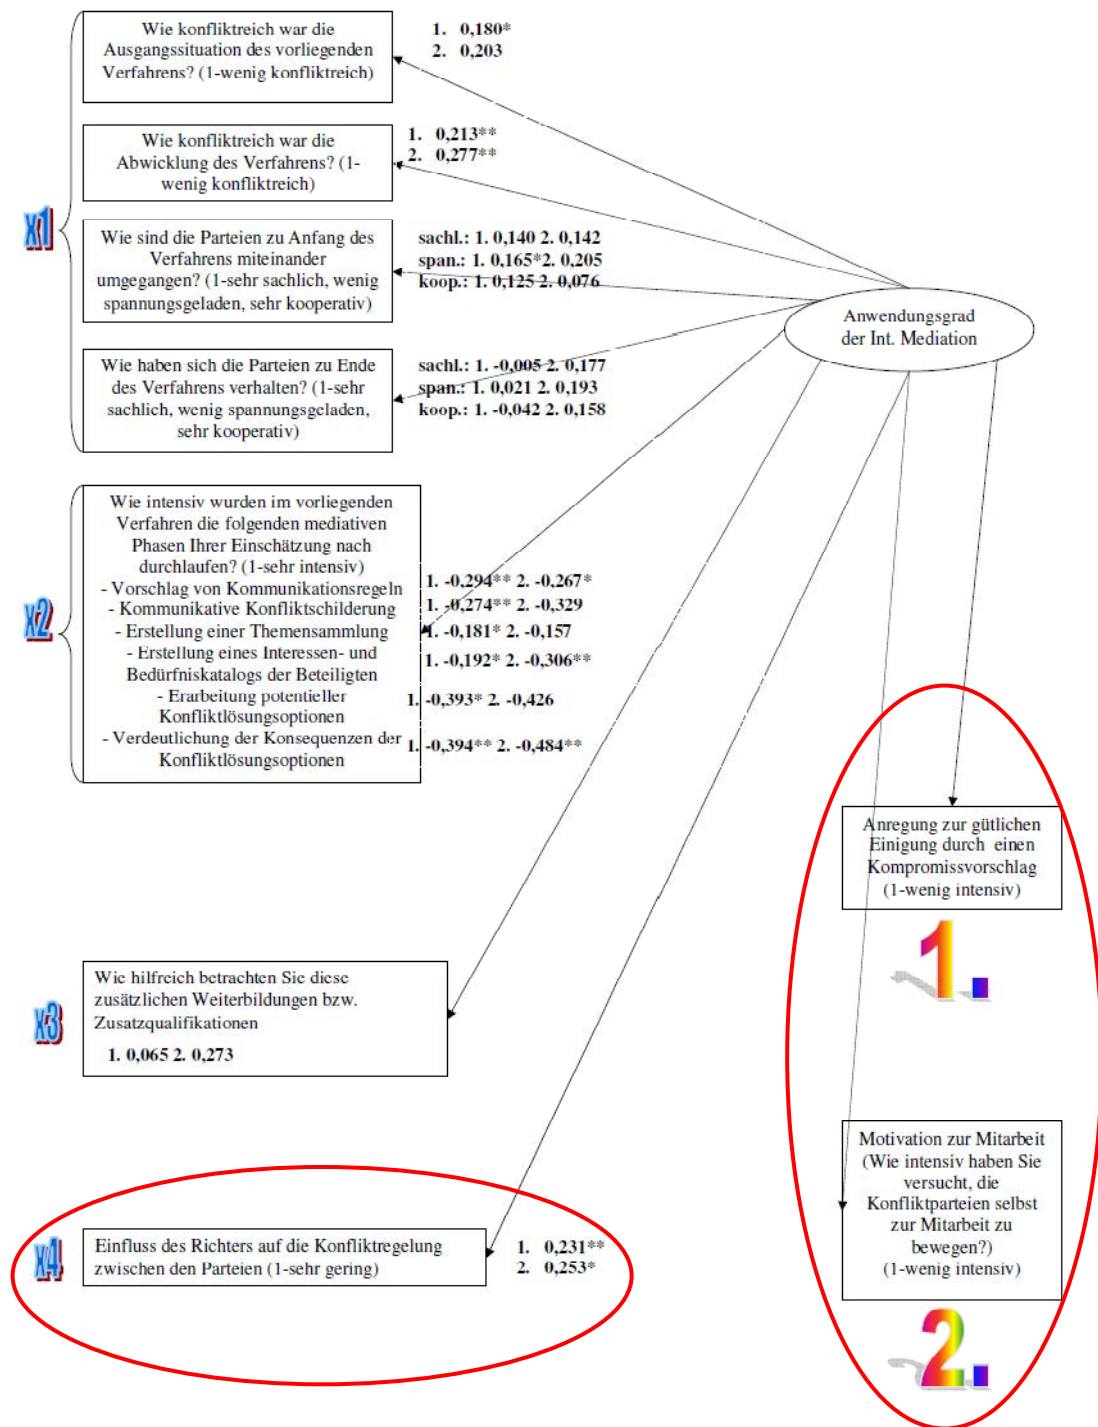 Wie konfliktreich war die
Ausgangssituation des vorliegenden
Verfahrens? (1-wenig konfliktreich)
1. 0,180*
2. 0,203
x1
Wie konfliktreich war die
Abwicklung des Verfahrens? (1-
wenig konfliktreich)
1. 0,213**
2. 0,277**
Wie sind die Parteien zu Anfang des
Verfahrens miteinander
umgegangen? (1-sehr sachlich, wenig
spannungsgeladen, sehr kooperativ)
sachl.: 1. 0,140 2. 0,142
span.: 1. 0,165*2. 0,205
koop.: 1. 0,125 2. 0,076
Wie haben sich die Parteien zu Ende
des Verfahrens verhalten? (1-sehr
sachlich, wenig spannungsgeladen,
sehr kooperativ)
sachl.: 1. -0,005 2. 0,177
span.: 1. 0,021 2. 0,193
koop.: 1. -0,042 2. 0,158
Anwendungsgrad
der Int. Mediation
x2
Wie intensiv wurden im vorliegenden
Verfahren die folgenden mediativen
Phasen Ihrer Einschätzung nach
durchlaufen? (1-sehr intensiv)
- Vorschlag von Kommunikationsregeln
- Kommunikative Konfliktschilderung
- Erstellung einer Themensammlung
- Erstellung eines Interessen- und
Bedürfniskatalogs der Beteiligten
- Erarbeitung potentieller
Konfliktlösungsoptionen
- Verdeutlichung der Konsequenzen der
Konfliktlösungsoptionen
1. -0,294** 2. -0,267*
1. -0,274** 2. -0,329
1. -0,181* 2. -0,157
1. -0,192* 2. -0,306**
1. -0,393* 2. -0,426
1. -0,394** 2. -0,484**
Anregung zur gütlichen
Einigung durch einen
Kompromissvorschlag
(1-wenig intensiv)
1.
x3
Wie hilfreich betrachten Sie diese
zusätzlichen Weiterbildungen bzw.
Zusatzqualifikationen
1. 0,065 2. 0,273
Motivation zur Mitarbeit
(Wie intensiv haben Sie
versucht, die
Konfliktparteien selbst
zur Mitarbeit zu
bewegen?)
(1-wenig intensiv)
2.
x4
Einfluss des Richters auf die Konfliktregelung
zwischen den Parteien (1-sehr gering)
1. 0,231**
2. 0,253*